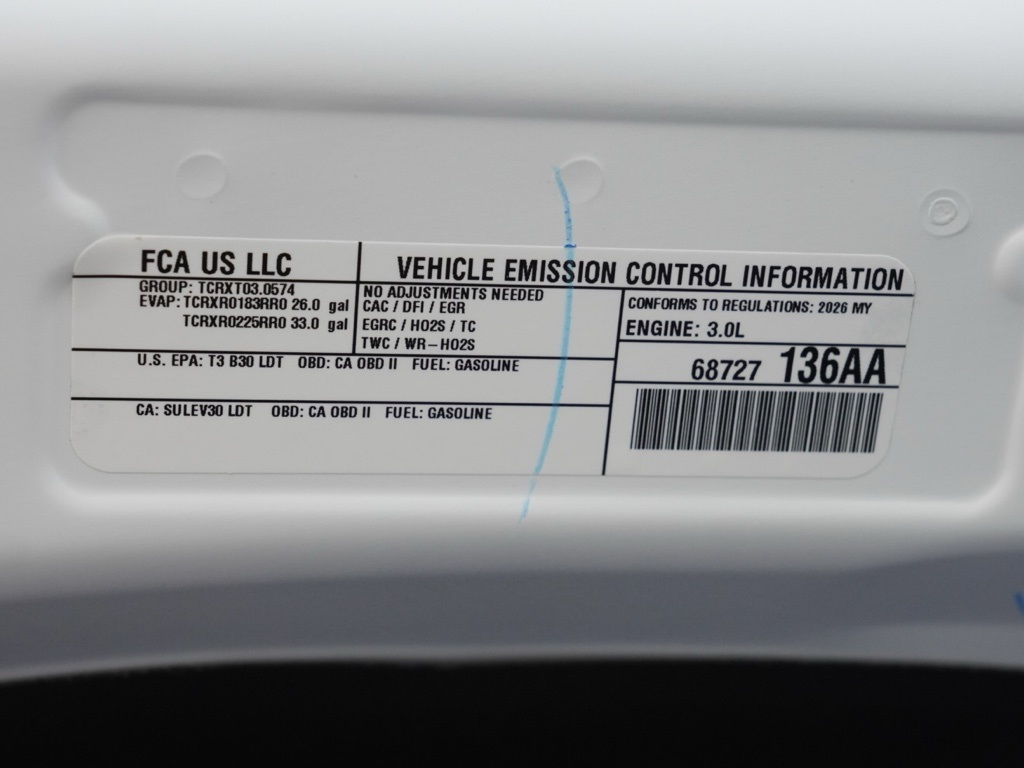 FCA US LLC
VEHICLE EMISSION CONTROL INFORMATION
GROUP: TCRXT03.0574
EVAP: TCRXR0183RR0 26.0 gal
TCRXR0225RR0 33.0 gal
NO ADJUSTMENTS NEEDED
CAC / DFI / EGR
EGRC / HO2S / TC
TWC / WR-HO2S
CONFORMS TO REGULATIONS: 2026 MY
ENGINE: 3.0L
U.S. EPA: T3 B30 LDT OBD: CA OBD II FUEL: GASOLINE
68727 136AA
CA: SULEV30 LDT OBD: CA OBD II FUEL: GASOLINE